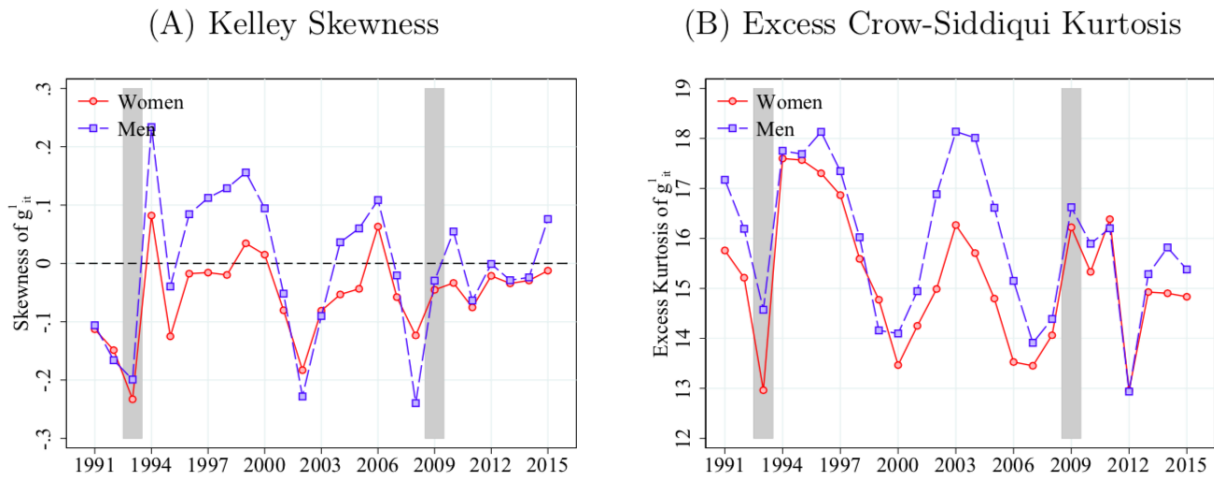 (A) Kelley Skewness
Skewness of g¹ᵢₜ
.3
.2
.1
0
-.1
-.2
-.3
Women
Men
1991 1994 1997 2000 2003 2006 2009 2012 2015
(B) Excess Crow-Siddiqui Kurtosis
Excess Kurtosis of g¹ᵢₜ
19
18
17
16
15
14
13
12
Women
Men
1991 1994 1997 2000 2003 2006 2009 2012 2015